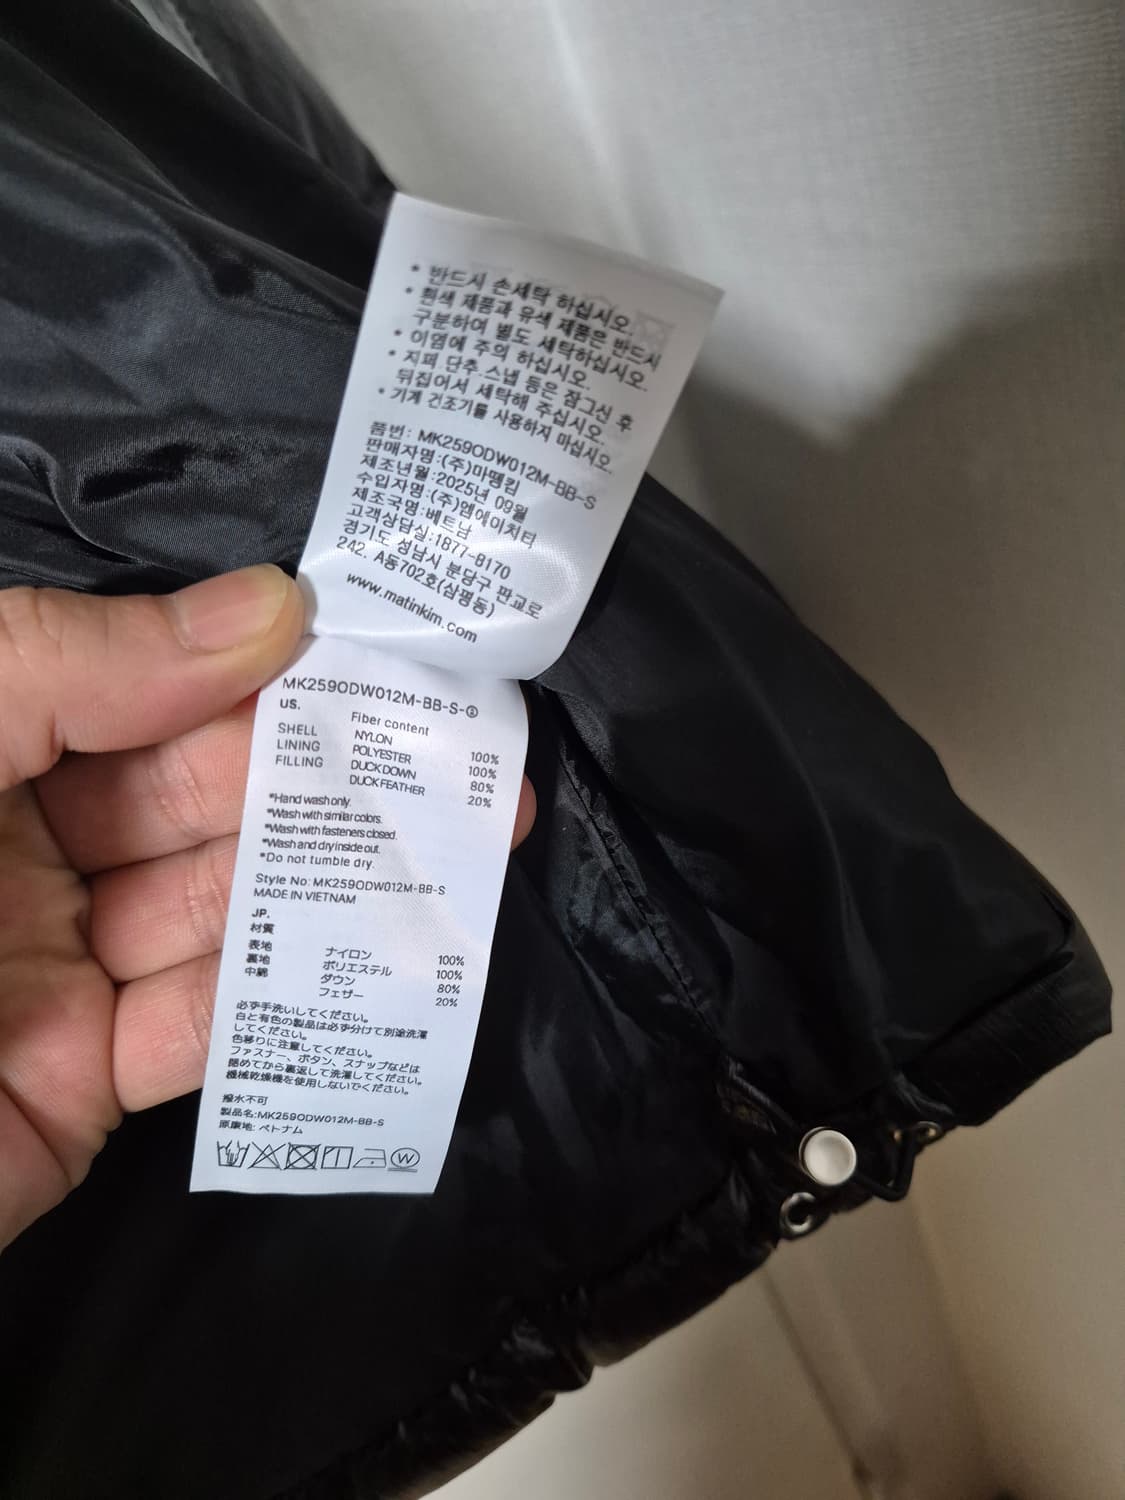 * 반드시 손세탁 하십시오.
* 흰색 제품과 유색 제품은 반드시
구분하여 별도 세탁하십시오.
* 이염에 주의 하십시오.
* 지퍼 단추 스냅 등은 잠그신 후
뒤집어서 세탁해 주십시오.
* 기계 건조기를 사용하지 마십시오.
품번: MK259ODW012M-BB-S
판매자명:(주)마뗑킴
제조년월:2025년 09월
수입자명:(주)엠에이치티
제조국명:베트남
고객상담실:1877-8170
경기도 성남시 분당구 판교로
242. A동702호(삼평동)
www.matinkim.com
MK259ODW012M-BB-S-②
US.
Fiber content
SHELL NYLON 100%
LINING POLYESTER 100%
FILLING DUCK DOWN 80%
DUCK FEATHER 20%
*Hand wash only.
*Wash with similar colors.
*Wash with fasteners closed.
*Wash and dry inside out.
*Do not tumble dry.
Style No: MK259ODW012M-BB-S
MADE IN VIETNAM
JP.
材質
表地 ナイロン 100%
裏地 ポリエステル 100%
中綿 ダウン 80%
フェザー 20%
必ず手洗いしてください。
白と有色の製品は必ず分けて別途洗濯
してください。
色移りに注意してください。
ファスナー、ボタン、スナップなどは
閉めてから裏返して洗濯してください。
機械乾燥機を使用しないでください。
撥水不可
製品名:MK259ODW012M-BB-S
原産地: ベトナム
W